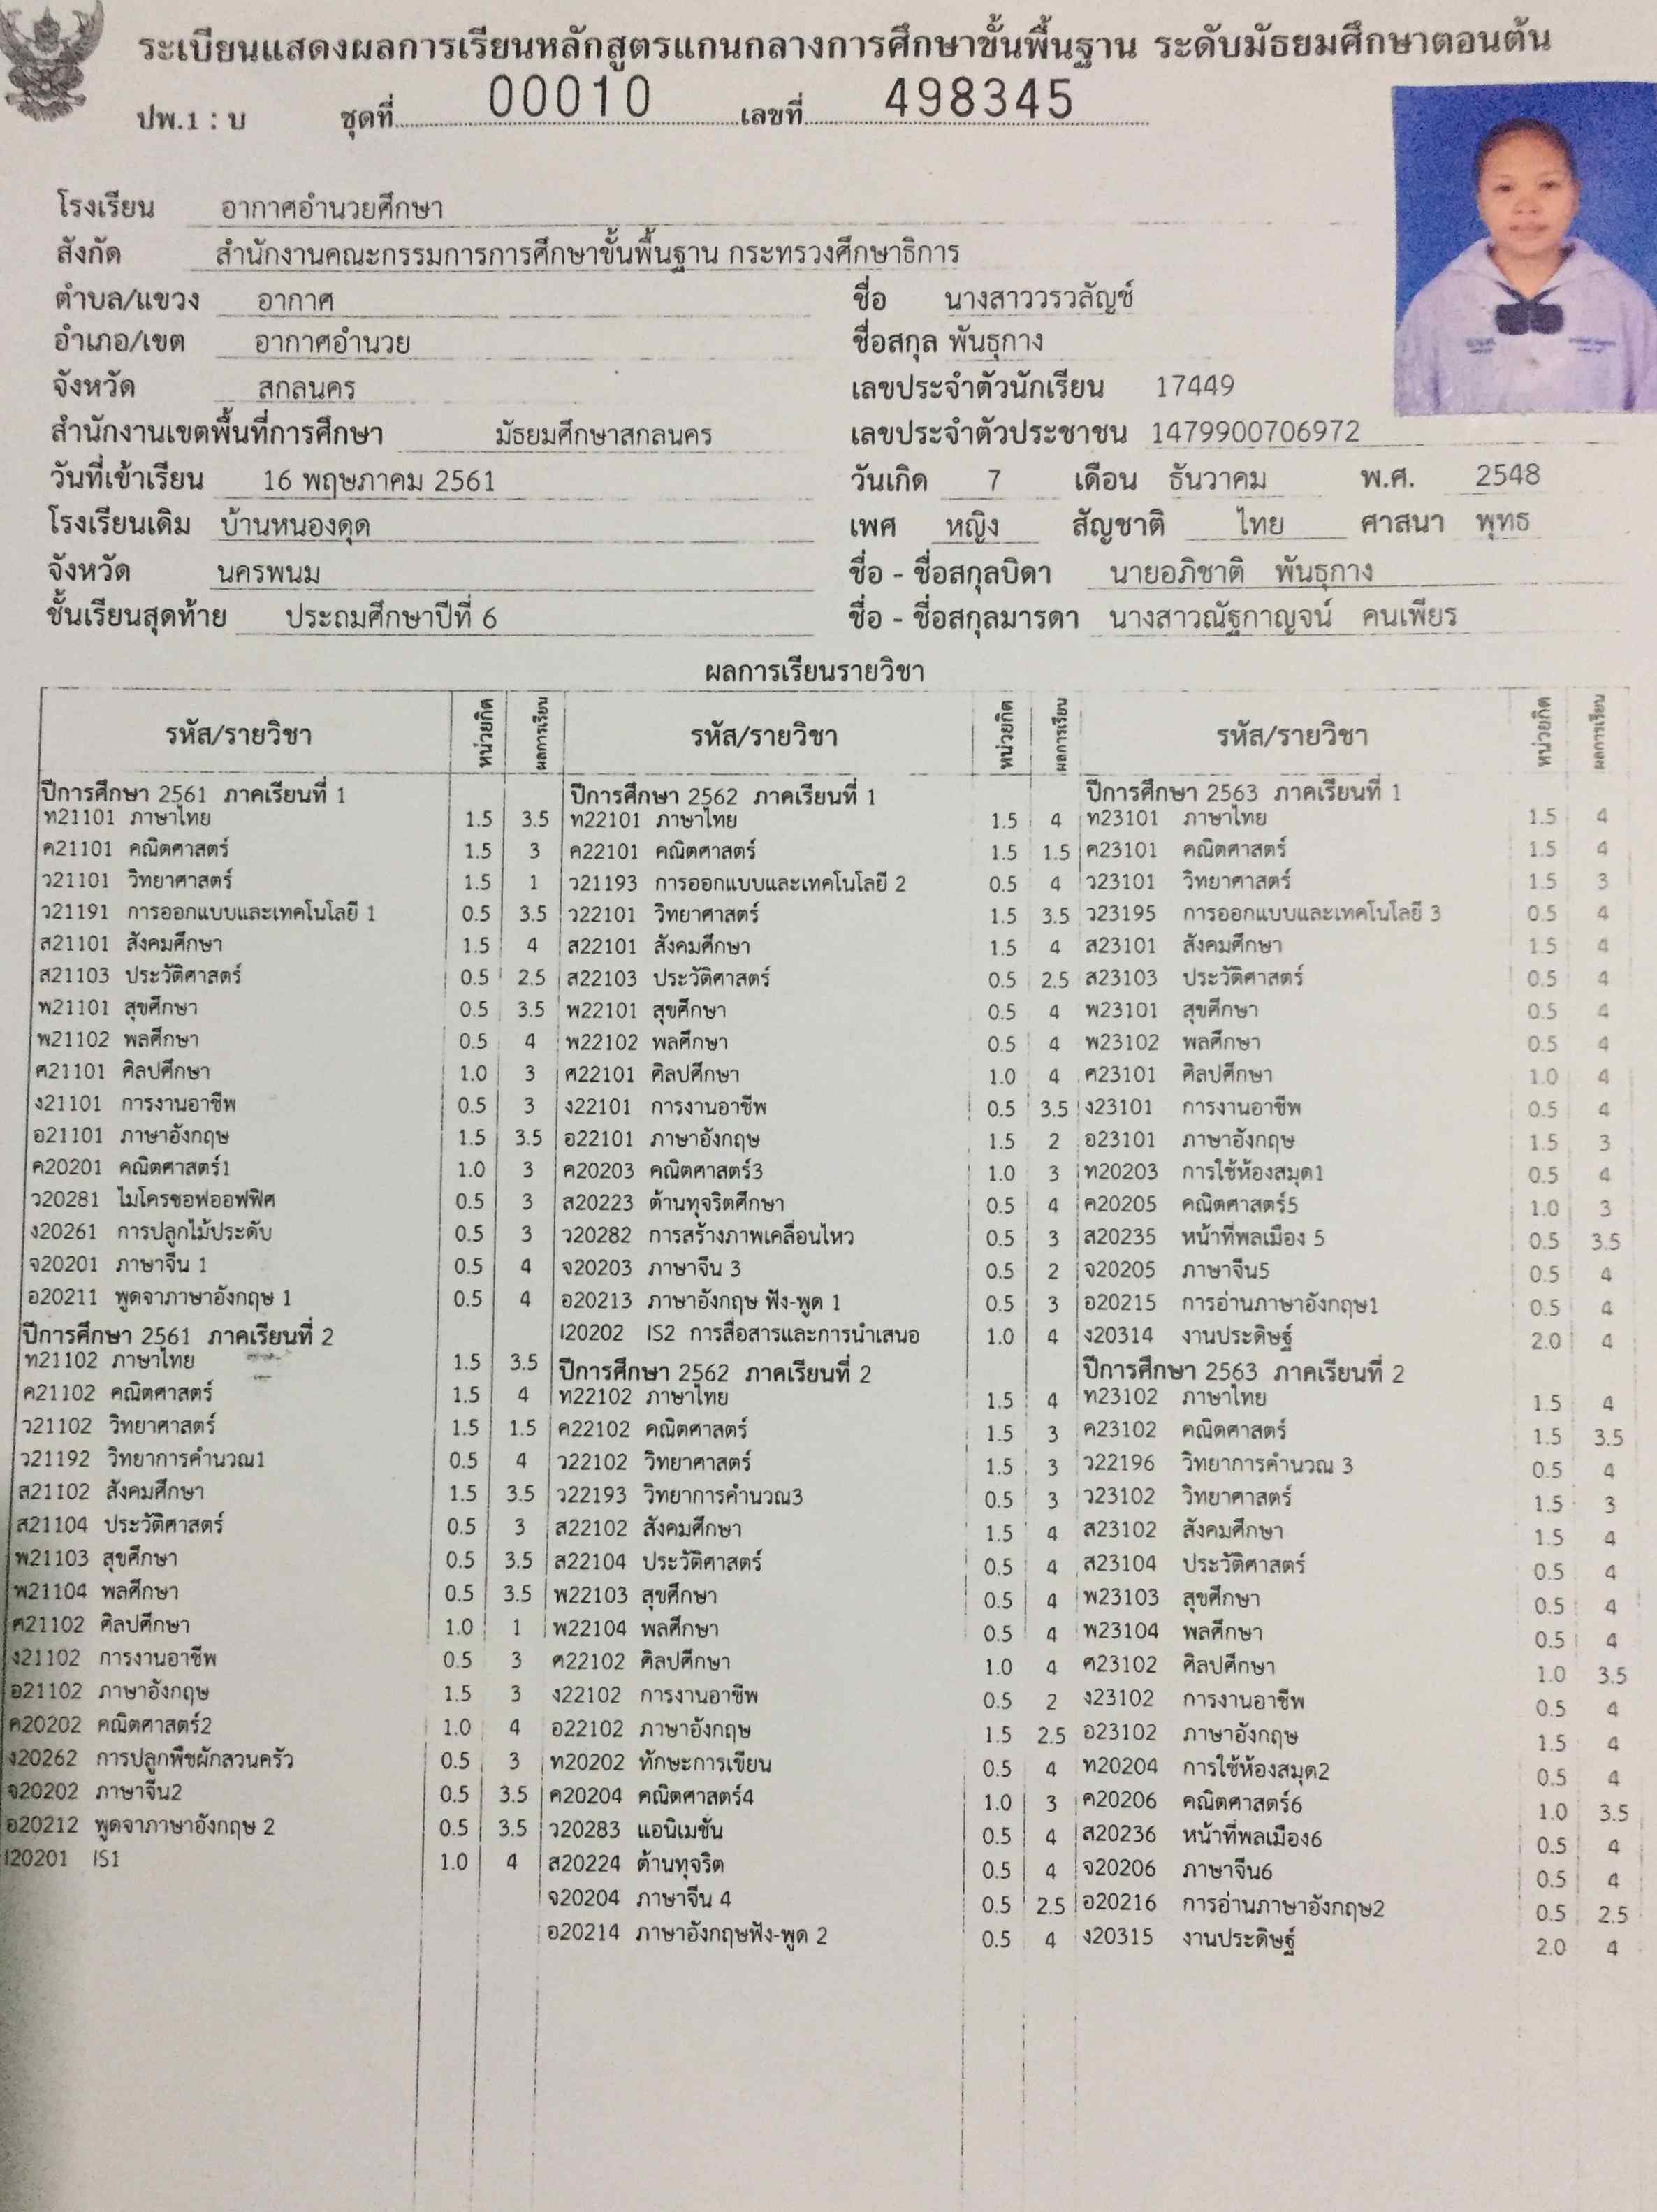 ระเบียนแสดงผลการเรียนหลักสูตรแกนกลางการศึกษาขั้นพื้นฐาน ระดับมัธยมศึกษาตอนต้น
ปพ.1 : บ ชุดที่ 00010 เลขที่ 498345
โรงเรียน อากาศอำนวยศึกษา
สังกัด สำนักงานคณะกรรมการการศึกษาขั้นพื้นฐาน กระทรวงศึกษาธิการ
ตำบล/แขวง อากาศ
อำเภอ/เขต อากาศอำนวย
จังหวัด สกลนคร
สำนักงานเขตพื้นที่การศึกษา มัธยมศึกษาสกลนคร
วันที่เข้าเรียน 16 พฤษภาคม 2561
โรงเรียนเดิม บ้านหนองดุด
จังหวัด นครพนม
ชั้นเรียนสุดท้าย ประถมศึกษาปีที่ 6
ชื่อ นางสาววรวลัญช์
ชื่อสกุล พันธุกาง
เลขประจำตัวนักเรียน 17449
เลขประจำตัวประชาชน 1479900706972
วันเกิด 7 เดือน ธันวาคม พ.ศ. 2548
เพศ หญิง สัญชาติ ไทย ศาสนา พุทธ
ชื่อ - ชื่อสกุลบิดา นายอภิชาติ พันธุกาง
ชื่อ - ชื่อสกุลมารดา นางสาวณัฐกาญจน์ คนเพียร
ผลการเรียนรายวิชา
รหัส/รายวิชา หน่วยกิต ผลการเรียน
ปีการศึกษา 2561 ภาคเรียนที่ 1
ท21101 ภาษาไทย 1.5 3.5
ค21101 คณิตศาสตร์ 1.5 3
ว21101 วิทยาศาสตร์ 1.5 1
ว21191 การออกแบบและเทคโนโลยี 1 0.5 3.5
ส21101 สังคมศึกษา 1.5 4
ส21103 ประวัติศาสตร์ 0.5 2.5
พ21101 สุขศึกษา 0.5 3.5
พ21102 พลศึกษา 0.5 4
ศ21101 ศิลปศึกษา 1.0 3
ง21101 การงานอาชีพ 0.5 3
อ21101 ภาษาอังกฤษ 1.5 3.5
ค20201 คณิตศาสตร์1 1.0 3
ว20281 ไมโครซอฟออฟฟิศ 0.5 3
ง20261 การปลูกไม้ประดับ 0.5 3
จ20201 ภาษาจีน 1 0.5 4
อ20211 พูดจาภาษาอังกฤษ 1 0.5 4
ปีการศึกษา 2561 ภาคเรียนที่ 2
ท21102 ภาษาไทย 1.5 3.5
ค21102 คณิตศาสตร์ 1.5 4
ว21102 วิทยาศาสตร์ 1.5 1.5
ว21192 วิทยาการคำนวณ1 0.5 4
ส21102 สังคมศึกษา 1.5 3.5
ส21104 ประวัติศาสตร์ 0.5 3
พ21103 สุขศึกษา 0.5 3.5
พ21104 พลศึกษา 0.5 3.5
ศ21102 ศิลปศึกษา 1.0 1
ง21102 การงานอาชีพ 0.5 3
อ21102 ภาษาอังกฤษ 1.5 3
ค20202 คณิตศาสตร์2 1.0 4
ง20262 การปลูกพืชผักสวนครัว 0.5 3
จ20202 ภาษาจีน2 0.5 3.5
อ20212 พูดจาภาษาอังกฤษ 2 0.5 3.5
I20201 IS1 1.0 4
รหัส/รายวิชา หน่วยกิต ผลการเรียน
ปีการศึกษา 2562 ภาคเรียนที่ 1
ท22101 ภาษาไทย 1.5 4
ค22101 คณิตศาสตร์ 1.5 1.5
ว21193 การออกแบบและเทคโนโลยี 2 0.5 4
ว22101 วิทยาศาสตร์ 1.5 3.5
ส22101 สังคมศึกษา 1.5 4
ส22103 ประวัติศาสตร์ 0.5 2.5
พ22101 สุขศึกษา 0.5 4
พ22102 พลศึกษา 0.5 4
ศ22101 ศิลปศึกษา 1.0 4
ง22101 การงานอาชีพ 0.5 3.5
อ22101 ภาษาอังกฤษ 1.5 2
ค20203 คณิตศาสตร์3 1.0 3
ส20223 ต้านทุจริตศึกษา 0.5 4
ว20282 การสร้างภาพเคลื่อนไหว 0.5 3
จ20203 ภาษาจีน 3 0.5 2
อ20213 ภาษาอังกฤษ ฟัง-พูด 1 0.5 3
I20202 IS2 การสื่อสารและการนำเสนอ 1.0 4
ปีการศึกษา 2562 ภาคเรียนที่ 2
ท22102 ภาษาไทย 1.5 4
ค22102 คณิตศาสตร์ 1.5 3
ว22102 วิทยาศาสตร์ 1.5 3
ว22193 วิทยาการคำนวณ3 0.5 3
ส22102 สังคมศึกษา 1.5 4
ส22104 ประวัติศาสตร์ 0.5 4
พ22103 สุขศึกษา 0.5 4
พ22104 พลศึกษา 0.5 4
ศ22102 ศิลปศึกษา 1.0 4
ง22102 การงานอาชีพ 0.5 2
อ22102 ภาษาอังกฤษ 1.5 2.5
ท20202 ทักษะการเขียน 0.5 4
ค20204 คณิตศาสตร์4 1.0 3
ว20283 แอนิเมชั่น 0.5 4
ส20224 ต้านทุจริต 0.5 4
จ20204 ภาษาจีน 4 0.5 2.5
อ20214 ภาษาอังกฤษฟัง-พูด 2 0.5 4
รหัส/รายวิชา หน่วยกิต ผลการเรียน
ปีการศึกษา 2563 ภาคเรียนที่ 1
ท23101 ภาษาไทย 1.5 4
ค23101 คณิตศาสตร์ 1.5 4
ว23101 วิทยาศาสตร์ 1.5 3
ว23195 การออกแบบและเทคโนโลยี 3 0.5 4
ส23101 สังคมศึกษา 1.5 4
ส23103 ประวัติศาสตร์ 0.5 4
พ23101 สุขศึกษา 0.5 4
พ23102 พลศึกษา 0.5 4
ศ23101 ศิลปศึกษา 1.0 4
ง23101 การงานอาชีพ 0.5 4
อ23101 ภาษาอังกฤษ 1.5 3
ท20203 การใช้ห้องสมุด1 0.5 4
ค20205 คณิตศาสตร์5 1.0 3
ส20235 หน้าที่พลเมือง 5 0.5 3.5
จ20205 ภาษาจีน5 0.5 4
อ20215 การอ่านภาษาอังกฤษ1 0.5 4
ง20314 งานประดิษฐ์ 2.0 4
ปีการศึกษา 2563 ภาคเรียนที่ 2
ท23102 ภาษาไทย 1.5 4
ค23102 คณิตศาสตร์ 1.5 3.5
ว22196 วิทยาการคำนวณ 3 0.5 4
ว23102 วิทยาศาสตร์ 1.5 3
ส23102 สังคมศึกษา 1.5 4
ส23104 ประวัติศาสตร์ 0.5 4
พ23103 สุขศึกษา 0.5 4
พ23104 พลศึกษา 0.5 4
ศ23102 ศิลปศึกษา 1.0 3.5
ง23102 การงานอาชีพ 0.5 4
อ23102 ภาษาอังกฤษ 1.5 4
ท20204 การใช้ห้องสมุด2 0.5 4
ค20206 คณิตศาสตร์6 1.0 3.5
ส20236 หน้าที่พลเมือง6 0.5 4
จ20206 ภาษาจีน6 0.5 4
อ20216 การอ่านภาษาอังกฤษ2 0.5 2.5
ง20315 งานประดิษฐ์ 2.0 4